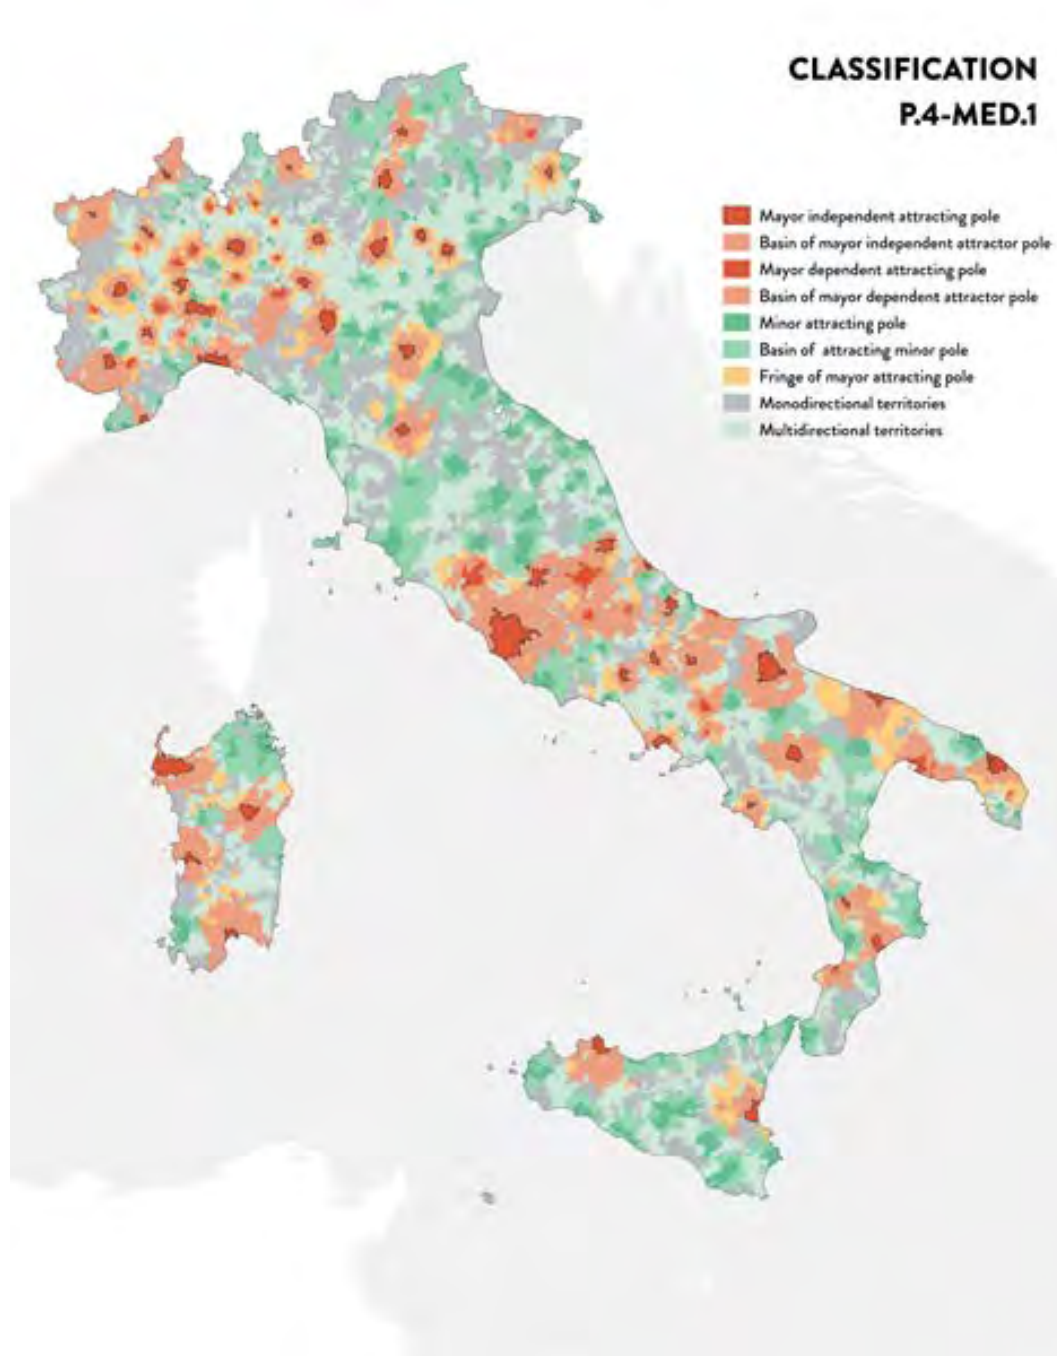 CLASSIFICATION
P.4-MED.1
Mayor independent attracting pole
Basin of mayor independent attractor pole
Mayor dependent attracting pole
Basin of mayor dependent attractor pole
Minor attracting pole
Basin of attracting minor pole
Fringe of mayor attracting pole
Monodirectional territories
Multidirectional territories